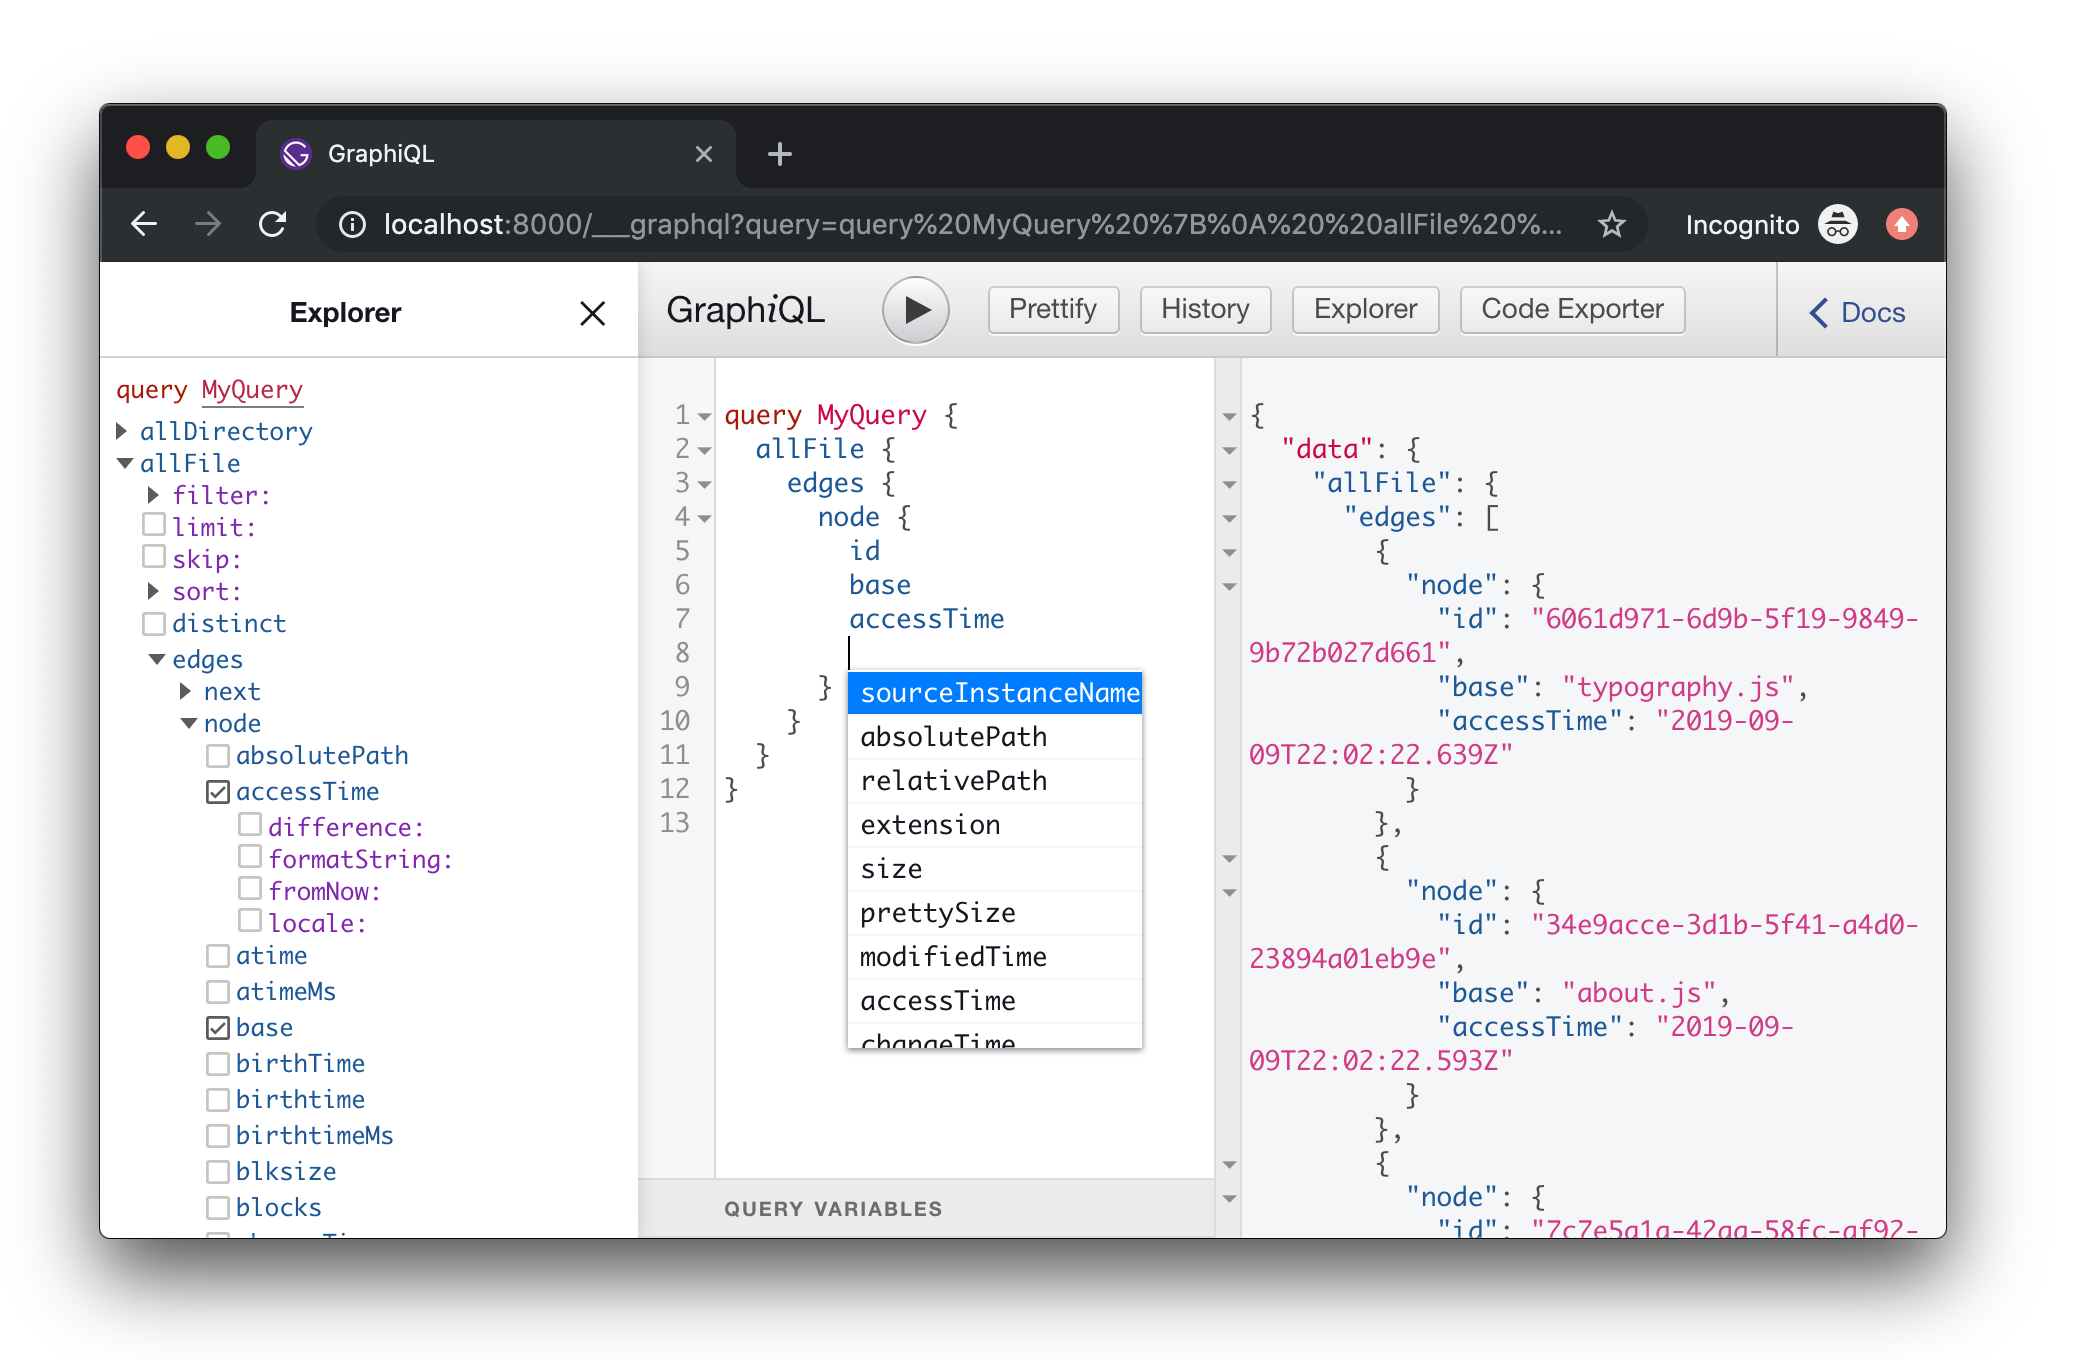 GraphiQL
localhost:8000/___graphql?query=query%20MyQuery%20%7B%0A%20%20allFile%20%...
Incognito
Explorer
query MyQuery
allDirectory
allFile
filter:
limit:
skip:
sort:
distinct
edges
next
node
absolutePath
accessTime
difference:
formatString:
fromNow:
locale:
atime
atimeMs
base
birthTime
birthtime
birthtimeMs
blksize
blocks
GraphiQL
Prettify
History
Explorer
Code Exporter
Docs
1 query MyQuery {
2 allFile {
3 edges {
4 node {
5 id
6 base
7 accessTime
8
9 }
10 }
11 }
12 }
13
sourceInstanceName
absolutePath
relativePath
extension
size
prettySize
modifiedTime
accessTime
changeTime
QUERY VARIABLES
{
"data": {
"allFile": {
"edges": [
{
"node": {
"id": "6061d971-6d9b-5f19-9849-
9b72b027d661",
"base": "typography.js",
"accessTime": "2019-09-
09T22:02:22.639Z"
}
},
{
"node": {
"id": "34e9acce-3d1b-5f41-a4d0-
23894a01eb9e",
"base": "about.js",
"accessTime": "2019-09-
09T22:02:22.593Z"
}
},
{
"node": {
"id": "7c7e5a1a-42aa-58fc-af92-